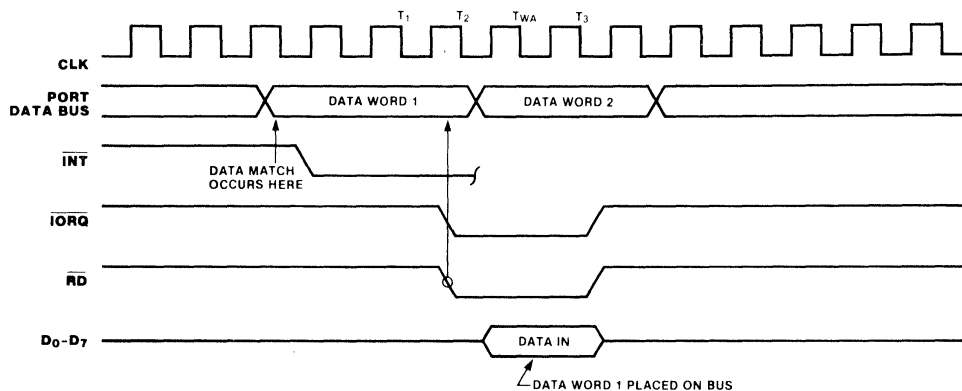 T1 T2 TWA T3
CLK
PORT
DATA BUS
DATA WORD 1 DATA WORD 2
INT
DATA MATCH
OCCURS HERE
IORQ
RD
D0-D7
DATA IN
DATA WORD 1 PLACED ON BUS